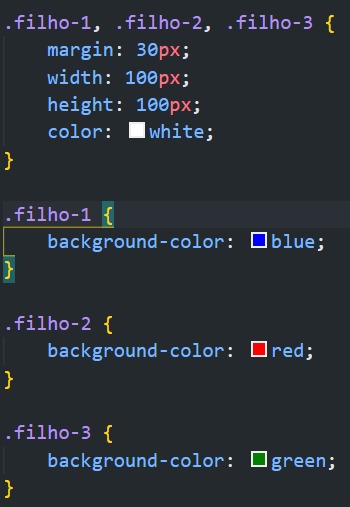 .filho-1, .filho-2, .filho-3 {
    margin: 30px;
    width: 100px;
    height: 100px;
    color: white;
}

.filho-1 {
    background-color: blue;
}

.filho-2 {
    background-color: red;
}

.filho-3 {
    background-color: green;
}